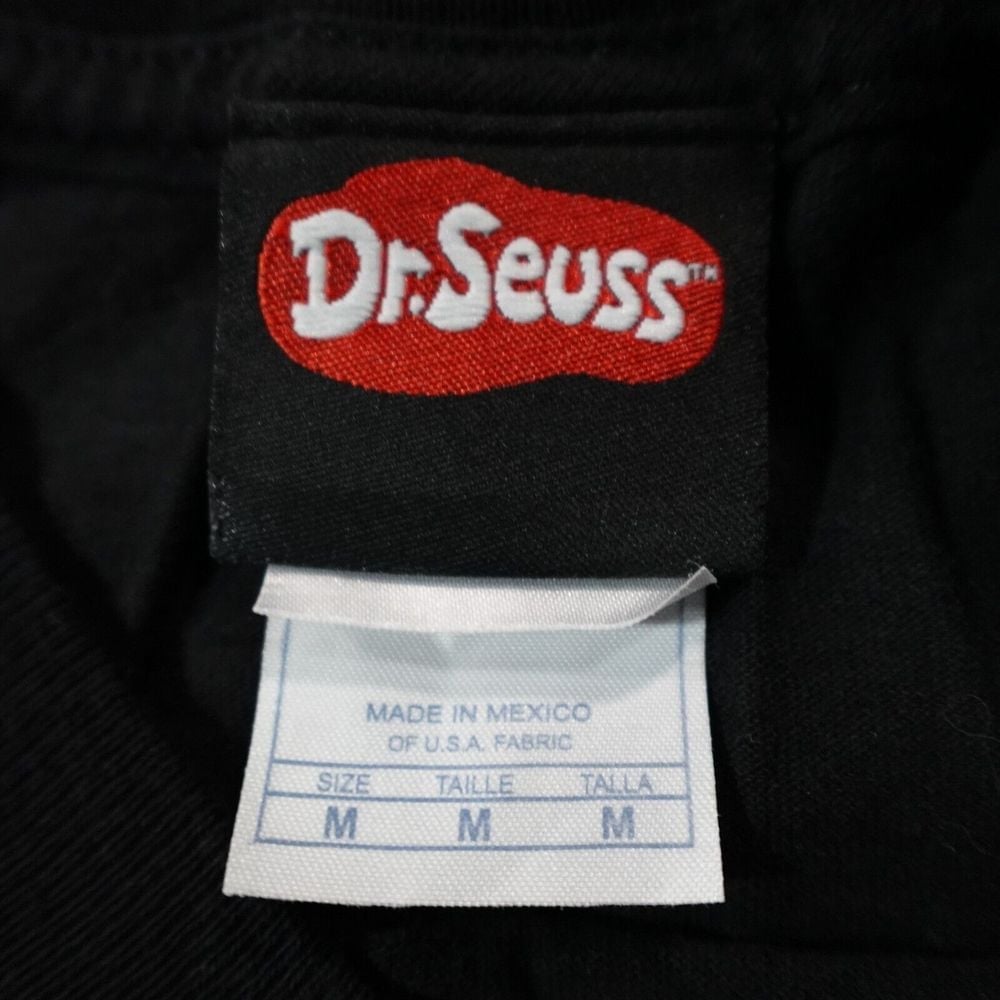 Dr. Seuss™
MADE IN MEXICO
OF U.S.A. FABRIC
SIZE TAILLE TALLA
M M M